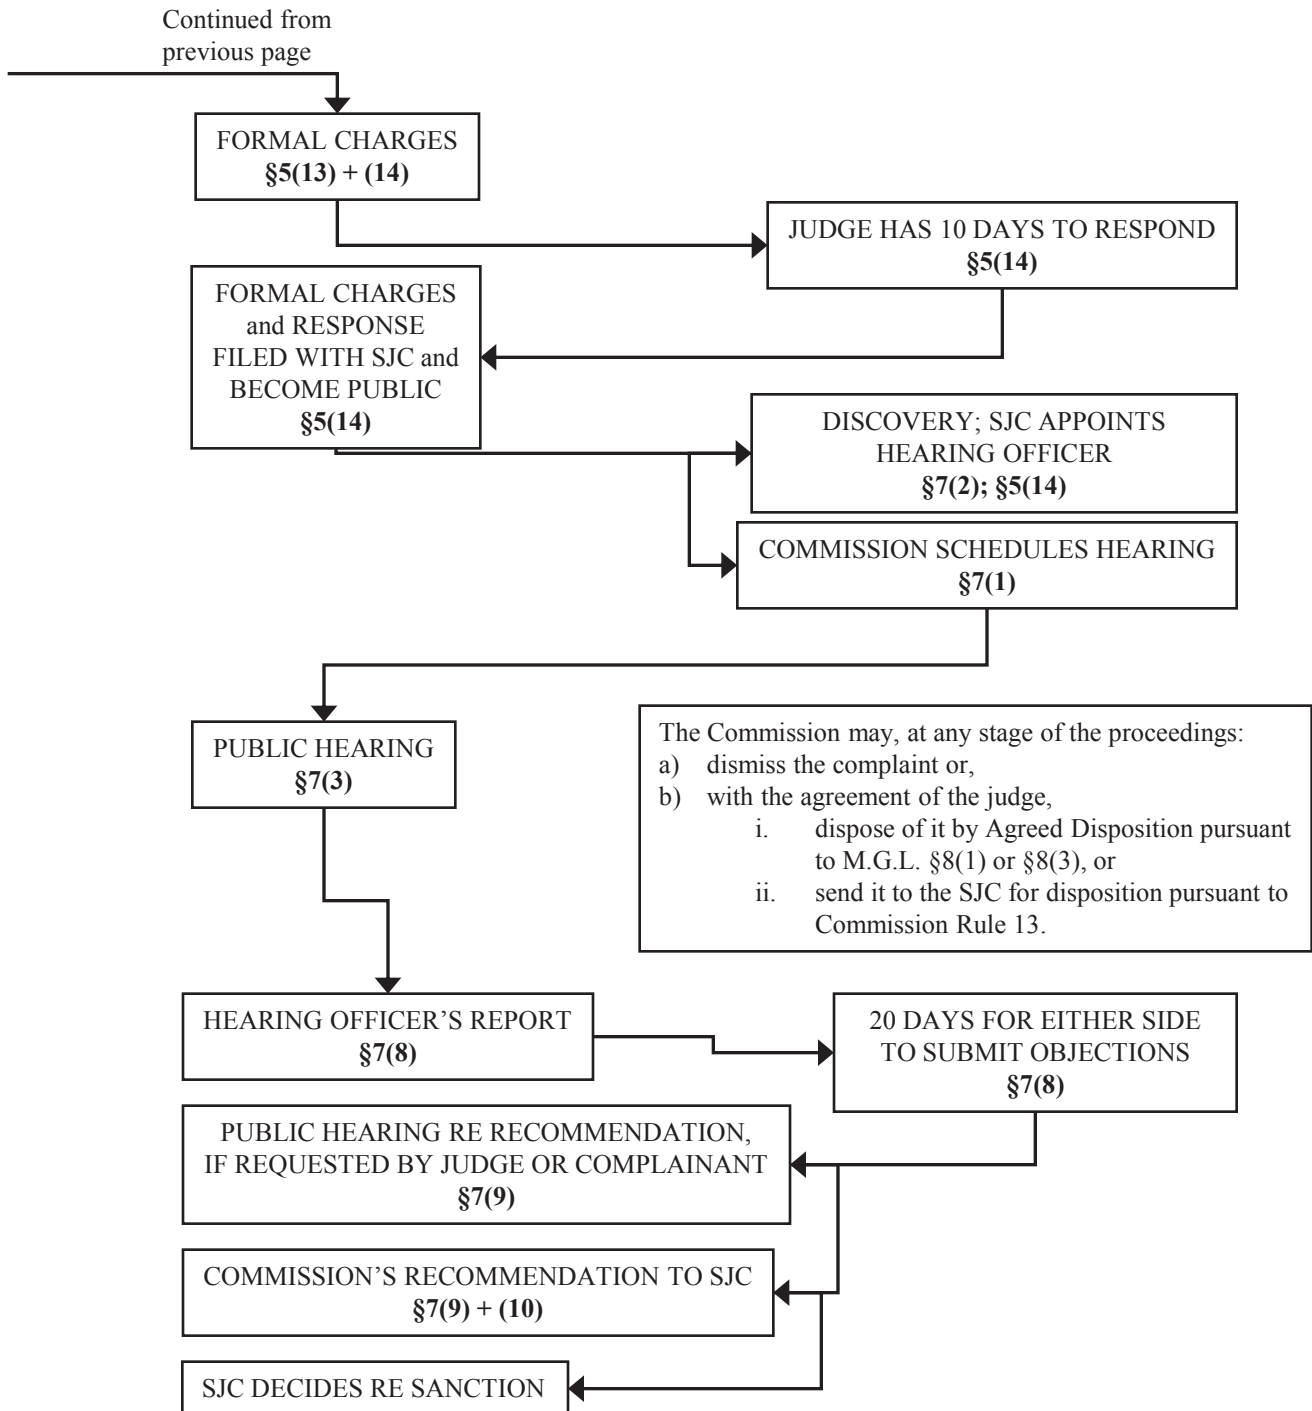 Continued from
previous page
FORMAL CHARGES
§5(13) + (14)
JUDGE HAS 10 DAYS TO RESPOND
§5(14)
FORMAL CHARGES
and RESPONSE
FILED WITH SJC and
BECOME PUBLIC
§5(14)
DISCOVERY; SJC APPOINTS
HEARING OFFICER
§7(2); §5(14)
COMMISSION SCHEDULES HEARING
§7(1)
PUBLIC HEARING
§7(3)
The Commission may, at any stage of the proceedings:
a) dismiss the complaint or,
b) with the agreement of the judge,
i. dispose of it by Agreed Disposition pursuant
to M.G.L. §8(1) or §8(3), or
ii. send it to the SJC for disposition pursuant to
Commission Rule 13.
HEARING OFFICER’S REPORT
§7(8)
20 DAYS FOR EITHER SIDE
TO SUBMIT OBJECTIONS
§7(8)
PUBLIC HEARING RE RECOMMENDATION,
IF REQUESTED BY JUDGE OR COMPLAINANT
§7(9)
COMMISSION’S RECOMMENDATION TO SJC
§7(9) + (10)
SJC DECIDES RE SANCTION